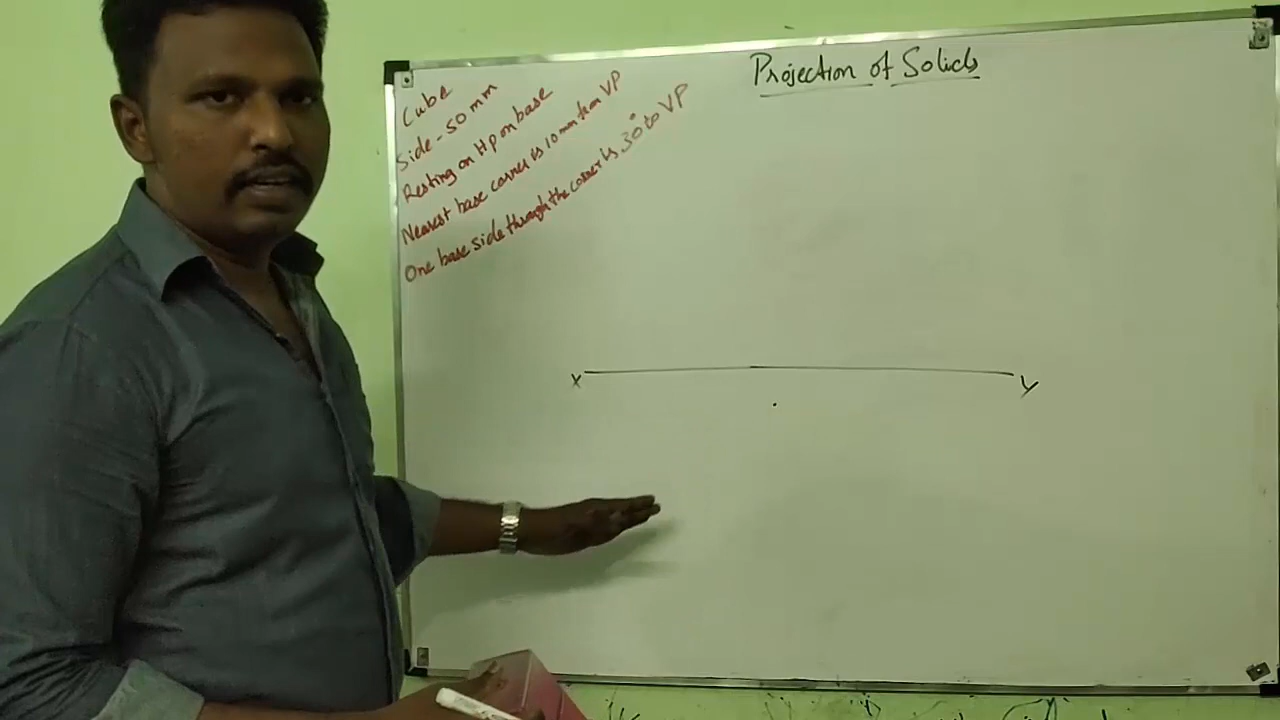 Projection of Solids
Cube
Side - 50 mm
Resting on Hp on base
Nearest base corner is 10 mm than VP
One base side through the corner is 30° to VP
X
Y